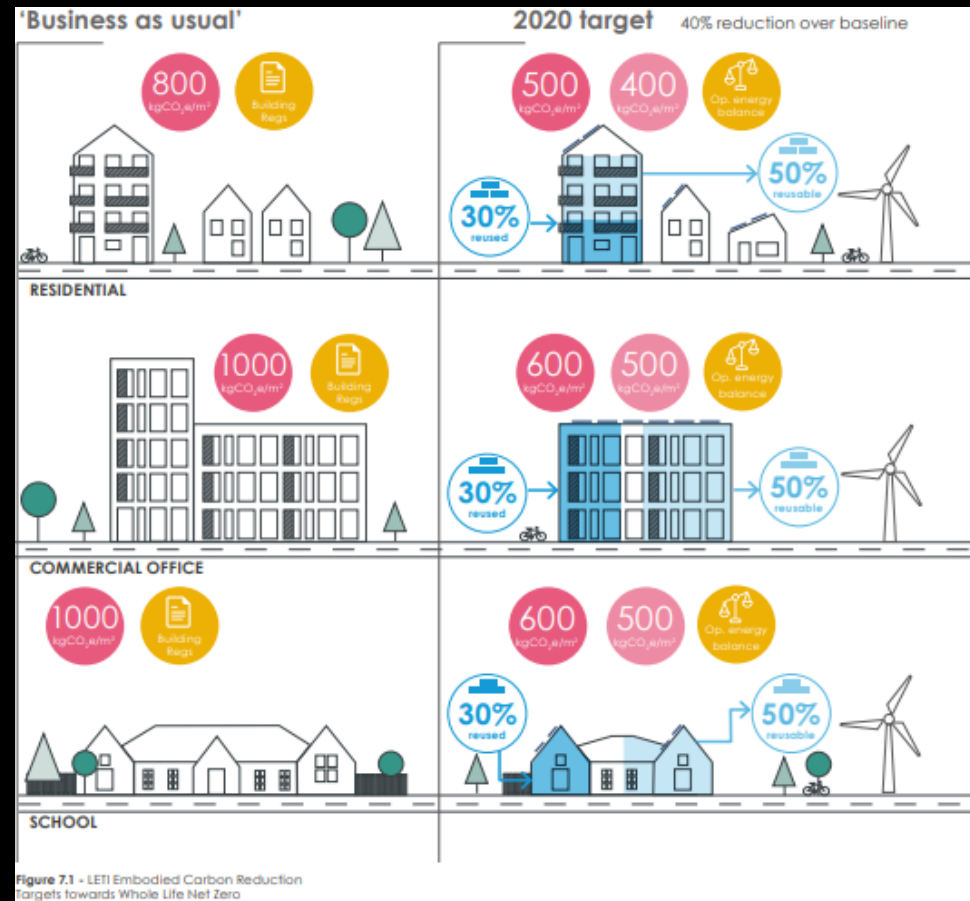 'Business as usual'
2020 target 40% reduction over baseline
800
kgCO₂e/m²
Building
Regs
500
kgCO₂e/m²
400
kgCO₂e/m²
Op. energy
balance
50%
reusable
30%
reused
RESIDENTIAL
1000
kgCO₂e/m²
Building
Regs
600
kgCO₂e/m²
500
kgCO₂e/m²
Op. energy
balance
30%
reused
50%
reusable
COMMERCIAL OFFICE
1000
kgCO₂e/m²
Building
Regs
600
kgCO₂e/m²
500
kgCO₂e/m²
Op. energy
balance
30%
reused
50%
reusable
SCHOOL
Figure 7.1 - LETI Embodied Carbon Reduction
Targets towards Whole Life Net Zero